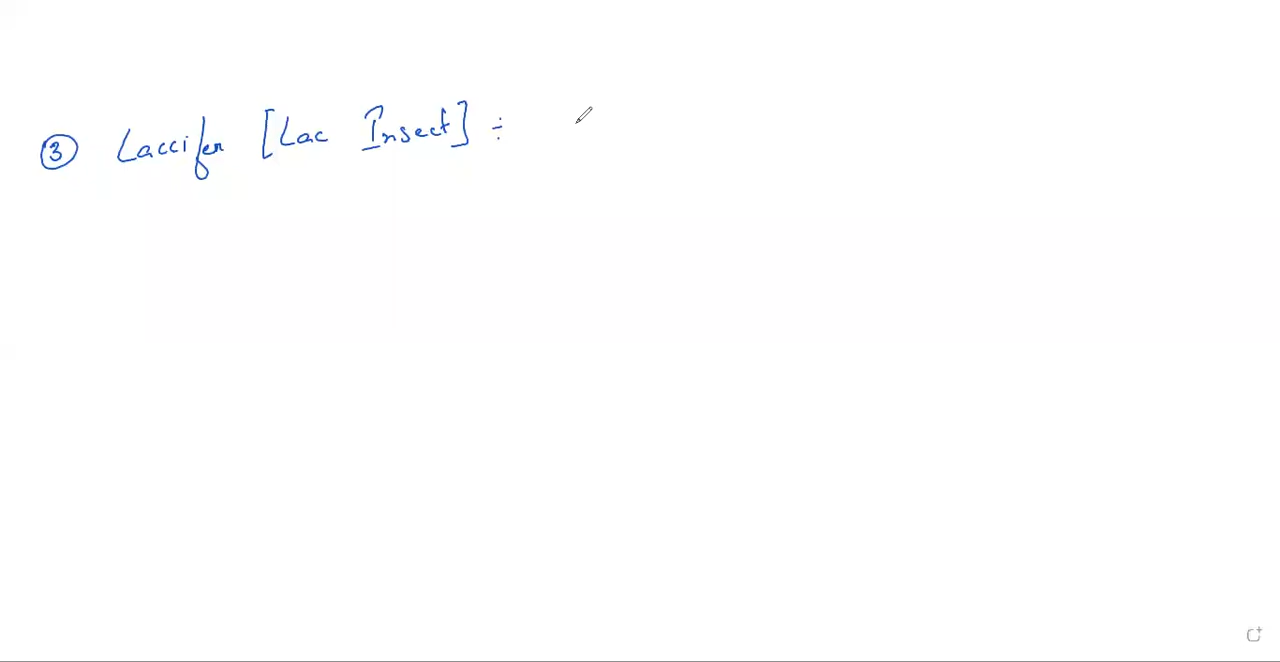 ③ Laccifer [Lac Insect] ÷